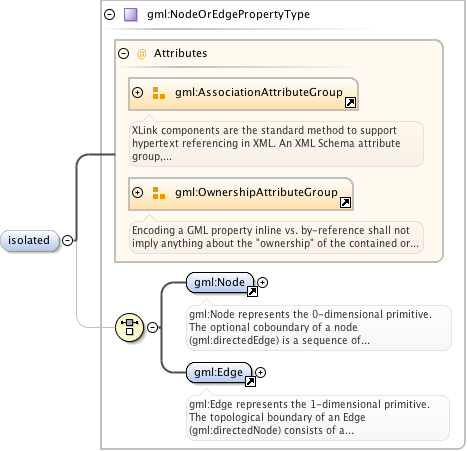 gml:NodeOrEdgePropertyType
@ Attributes
gml:AssociationAttributeGroup
XLink components are the standard method to support
hypertext referencing in XML. An XML Schema attribute
group,...
gml:OwnershipAttributeGroup
Encoding a GML property inline vs. by-reference shall not
imply anything about the "ownership" of the contained or...
isolated
gml:Node
gml:Node represents the 0-dimensional primitive.
The optional coboundary of a node
(gml:directedEdge) is a sequence of...
gml:Edge
gml:Edge represents the 1-dimensional primitive.
The topological boundary of an Edge
(gml:directedNode) consists of a...